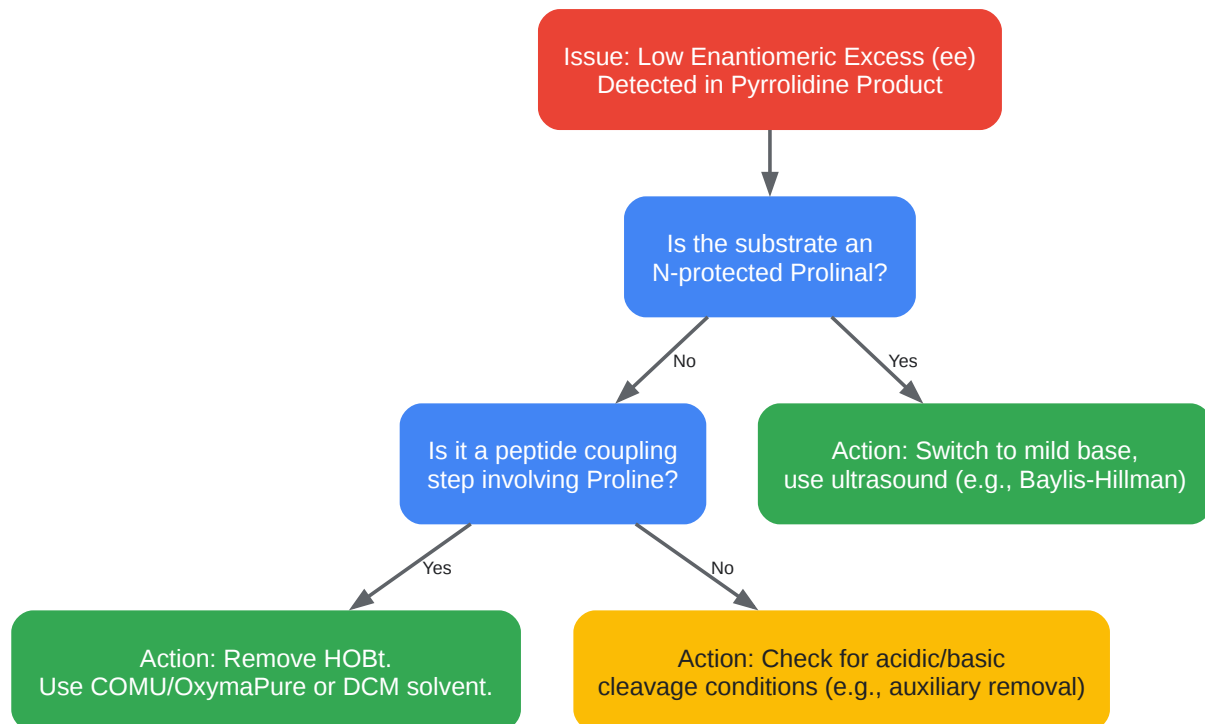 Issue: Low Enantiomeric Excess (ee)
Detected in Pyrrolidine Product
Is the substrate an
N-protected Prolinal?
No
Yes
Is it a peptide coupling
step involving Proline?
Action: Switch to mild base,
use ultrasound (e.g., Baylis-Hillman)
Yes
No
Action: Remove HOBt.
Use COMU/OxymaPure or DCM solvent.
Action: Check for acidic/basic
cleavage conditions (e.g., auxiliary removal)